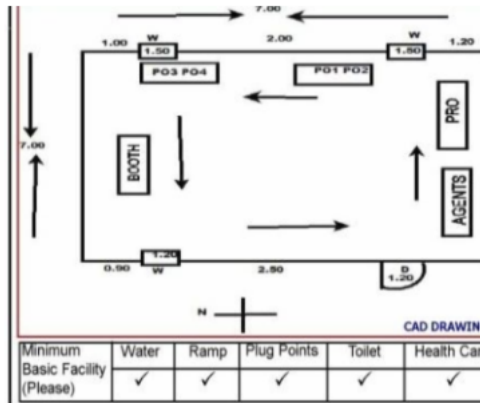 7.00
W W
1.00 1.50 2.00 1.50 1.20
PO3 PO4 PO1 PO2
7.00
BOOTH
PRO
AGENTS
1.20
0.90 W 2.50 D
1.20
N
CAD DRAWIN
Minimum Basic Facility (Please) Water Ramp Plug Points Toilet Health Car
✓ ✓ ✓ ✓ ✓